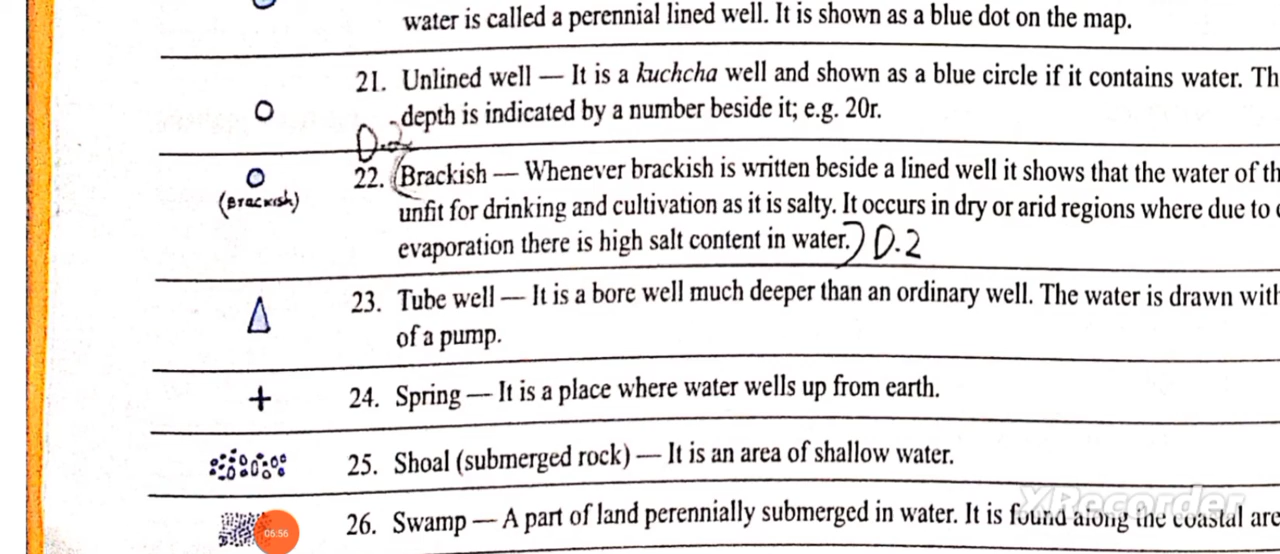 water is called a perennial lined well. It is shown as a blue dot on the map.
21. Unlined well — It is a kuchcha well and shown as a blue circle if it contains water. Th
depth is indicated by a number beside it; e.g. 20r.
D.2
22. (Brackish — Whenever brackish is written beside a lined well it shows that the water of th
(Brackish)
unfit for drinking and cultivation as it is salty. It occurs in dry or arid regions where due to
evaporation there is high salt content in water.) D.2
23. Tube well — It is a bore well much deeper than an ordinary well. The water is drawn with
of a pump.
24. Spring — It is a place where water wells up from earth.
25. Shoal (submerged rock) — It is an area of shallow water.
XRecorder
26. Swamp — A part of land perennially submerged in water. It is found along the coastal are
06:56